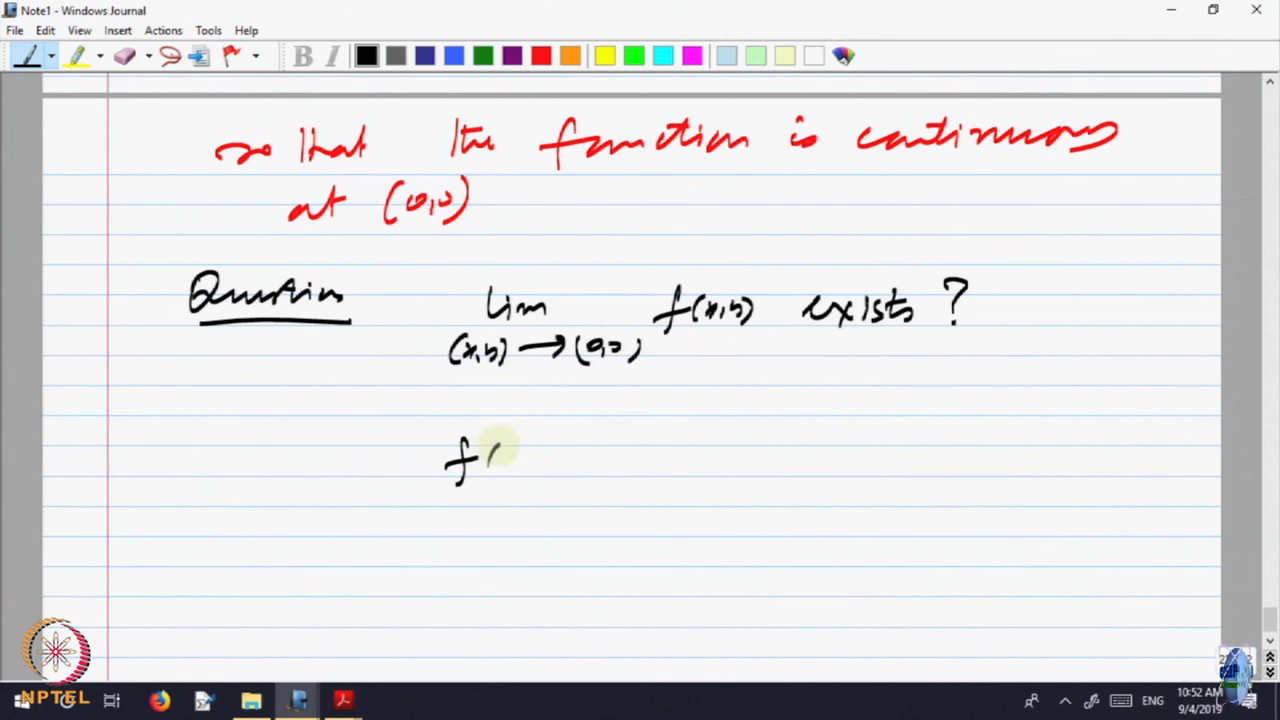 Note1 - Windows Journal
File Edit View Insert Actions Tools Help
B I
so that the function is continuous
at (0,0)
Question lim f(x,y) exists ?
(x,y) → (0,0)
f(
NPTEL
ENG
10:52 AM
9/4/2019